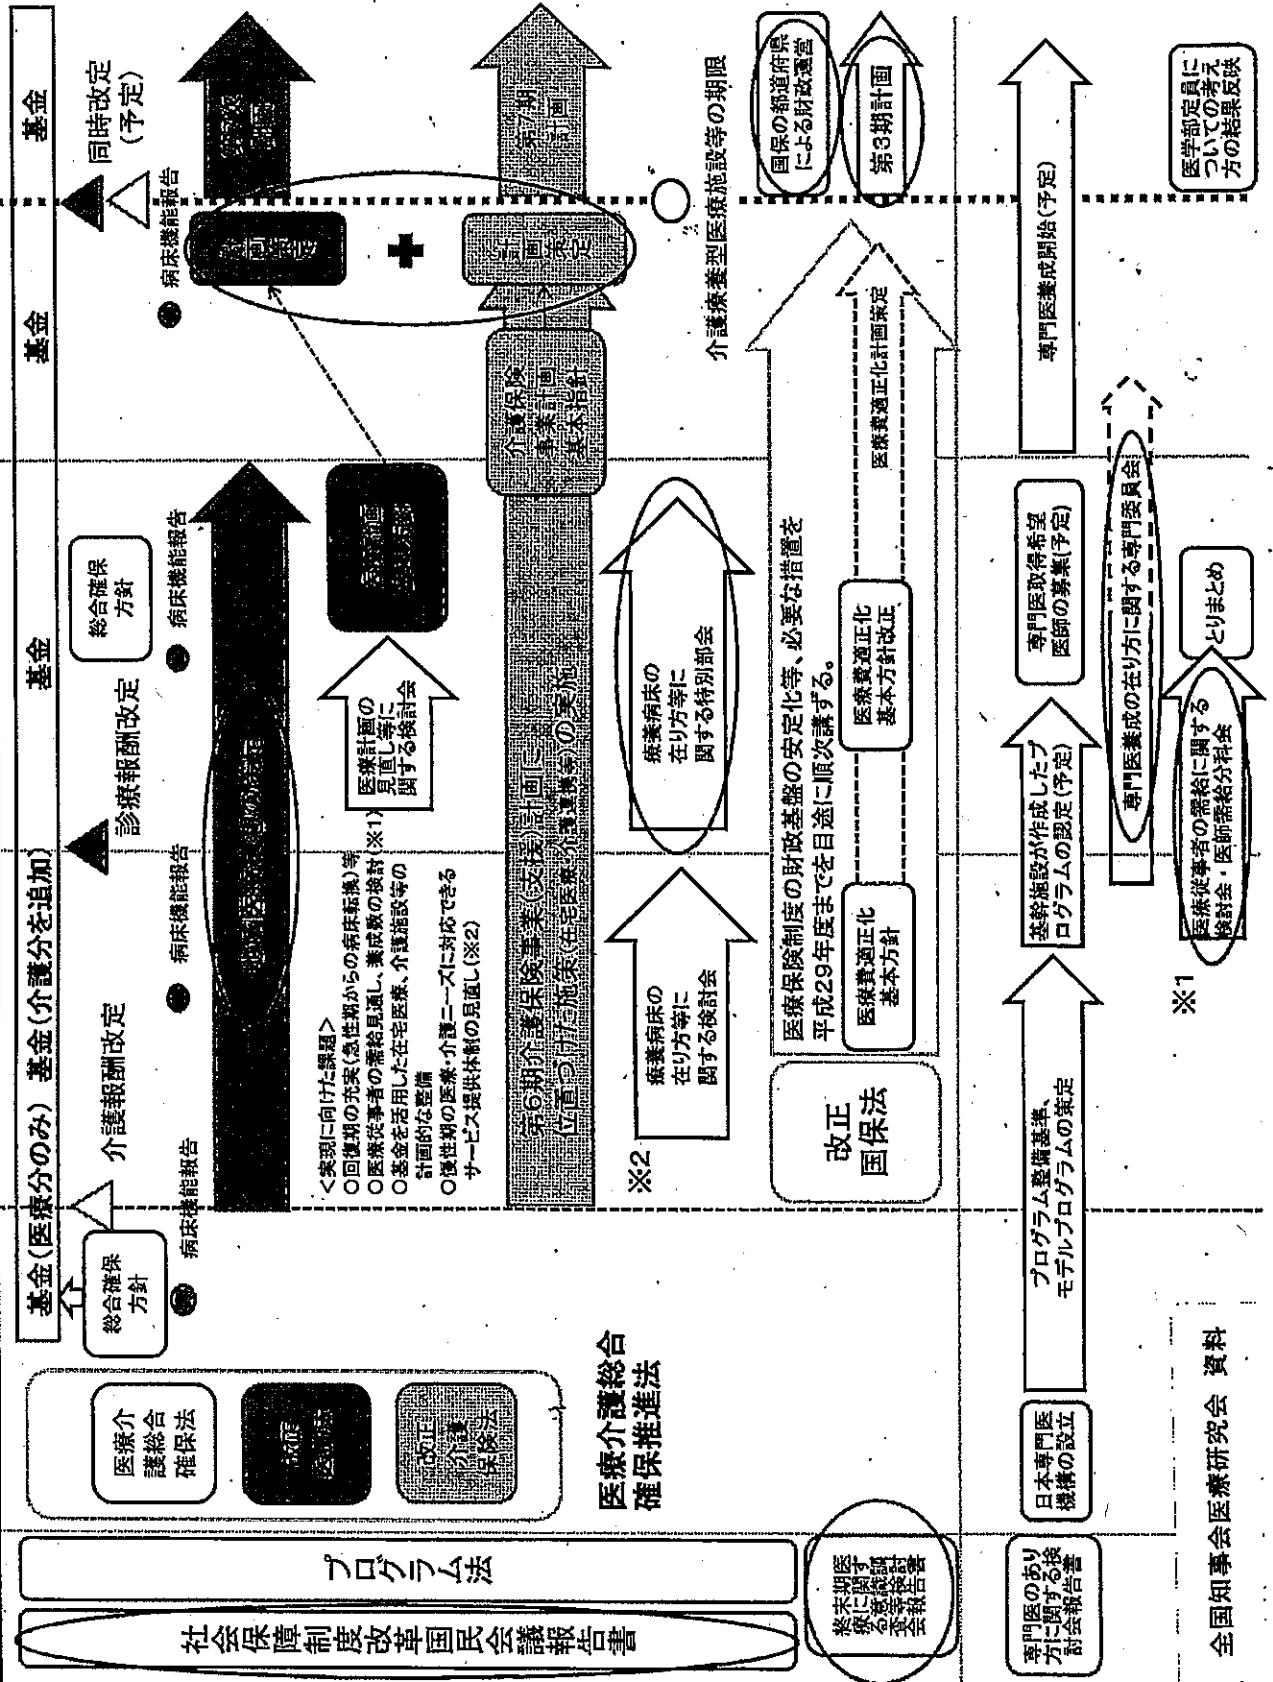 社会保障制度改革国民会議報告書
プログラム法
終末期医
療に関す
る意識調
査等検討
会報告書
専門医のあり
方に関する検
討会報告書
医療介
護総合
確保法
改正
改正
介護
保険法
医療介護総合
確保推進法
日本専門医
機構の設立
全国知事会医療研究会 資料
基金(医療分のみ) 基金(介護分を追加)
基金
基金
基金
総合確保
方針
介護報酬改定
診療報酬改定
総合確保
方針
同時改定
(予定)
病床機能報告
病床機能報告
病床機能報告
病床機能報告
<実現に向けた課題>
○回復期の充実(急性期からの病床転換)等
○医療従事者の需給見通し、養成数の検討(※1)
○基金を活用した在宅医療、介護施設等の
計画的な整備
○慢性期の医療・介護ニーズに対応できる
サービス提供体制の見直し(※2)
医療計画の
見直し等に
関する検討会
第6期介護保険事業(支援)計画に
位置づけた施策(在宅医療・介護連携等)の実施
介護保険
事業計画
基本指針
計画
策定
第7期
計画
※2
療養病床の
在り方等に
関する検討会
療養病床の
在り方等に
関する特別部会
介護療養型医療施設等の期限
改正
国保法
医療保険制度の財政基盤の安定化等、必要な措置を
平成29年度までを目途に順次講ずる。
医療費適正化
基本方針
医療費適正化
基本方針改正
医療費適正化計画策定
国保の都道府県
による財政運営
第3期計画
プログラム整備基準、
モデルプログラムの策定
基幹施設が作成したプ
ログラムの認定(予定)
専門医取得希望
医師の募集(予定)
専門医養成開始(予定)
専門医養成の在り方に関する専門委員会
※1
医療従事者の需給に関する
検討会・医師需給分科会
とりまとめ
医学部定員に
ついての考え
方の結果反映